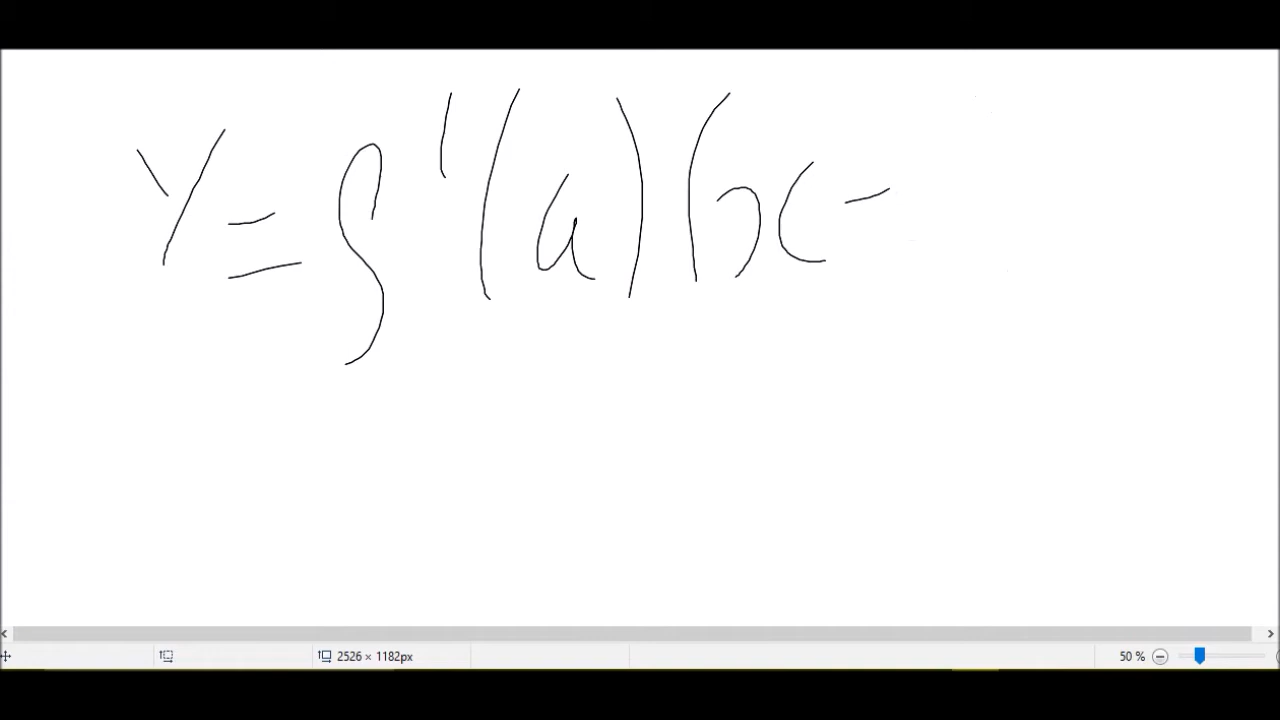 y = f'(a)(x -
2526 × 1182px
50 %